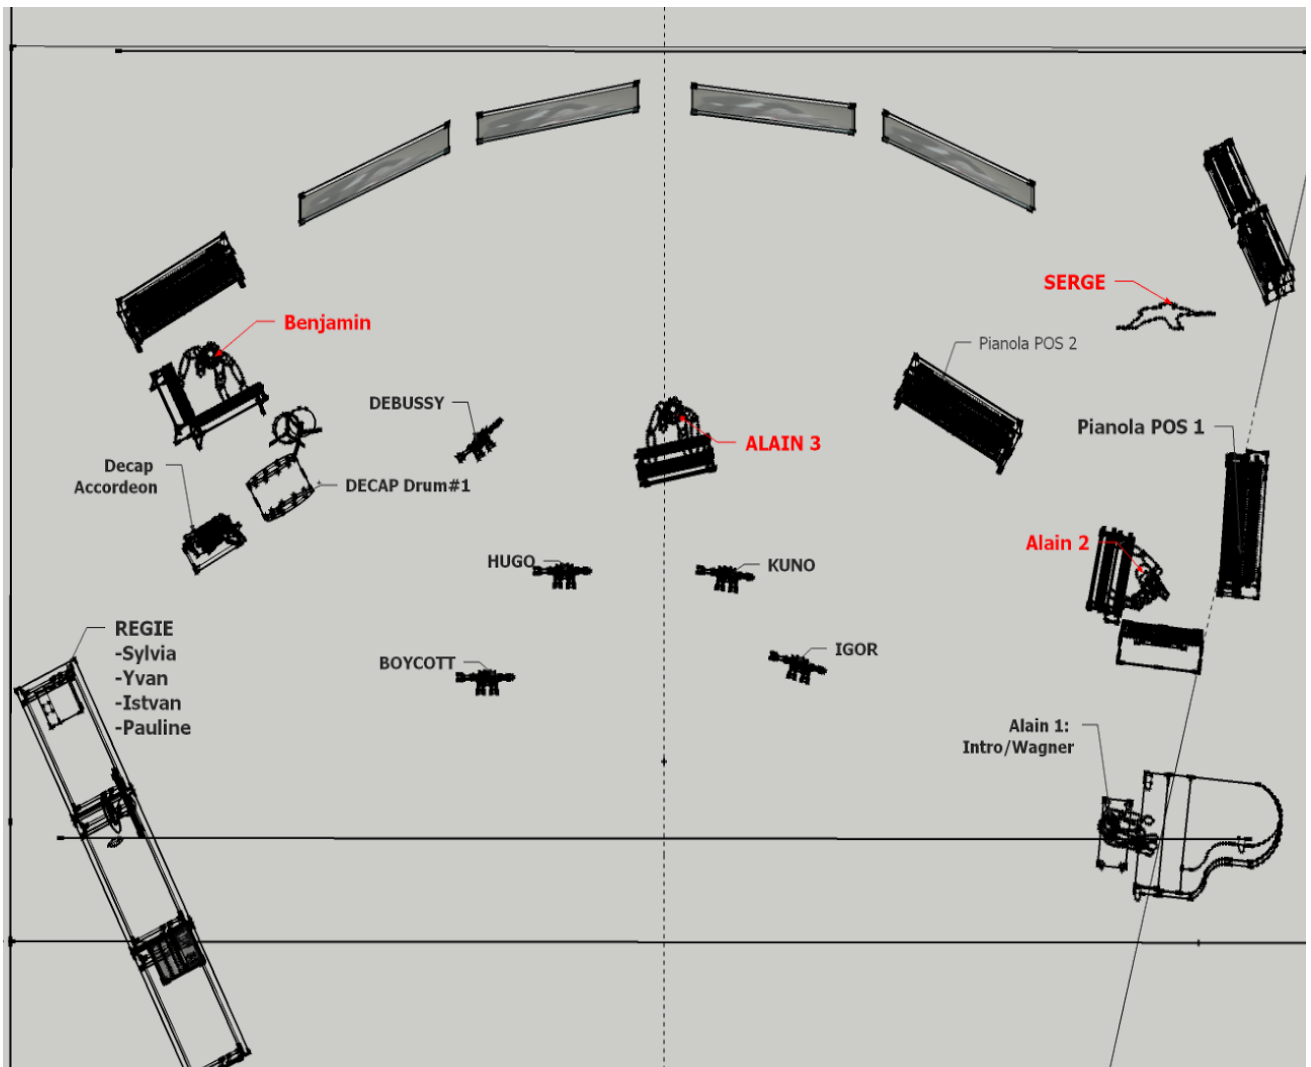 SERGE
Benjamin
Pianola POS 2
DEBUSSY
Pianola POS 1
ALAIN 3
Decap
Accordeon
DECAP Drum#1
Alain 2
HUGO
KUNO
REGIE
-Sylvia
-Yvan
-Istvan
-Pauline
BOYCOTT
IGOR
Alain 1:
Intro/Wagner